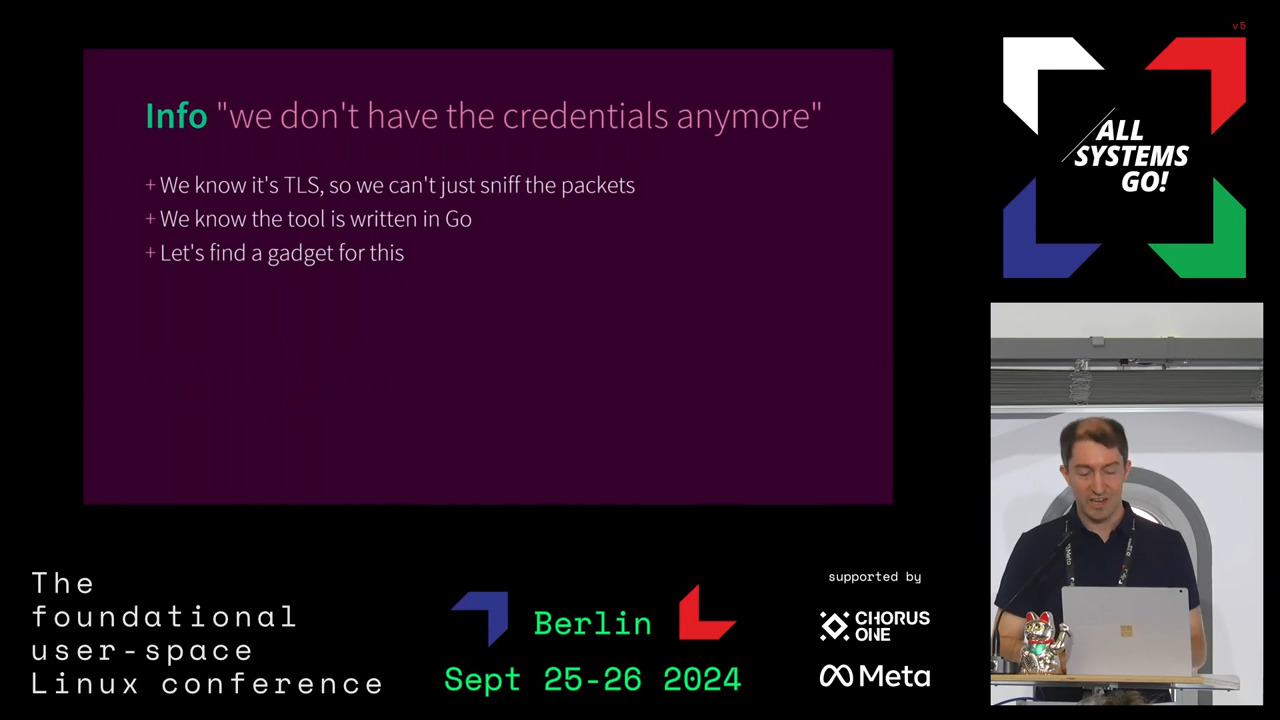 v5
Info "we don't have the credentials anymore"
+ We know it's TLS, so we can't just sniff the packets
+ We know the tool is written in Go
+ Let's find a gadget for this
ALL
SYSTEMS
GO!
The
foundational
user-space
Linux conference
Berlin
Sept 25-26 2024
supported by
CHORUS
ONE
Meta